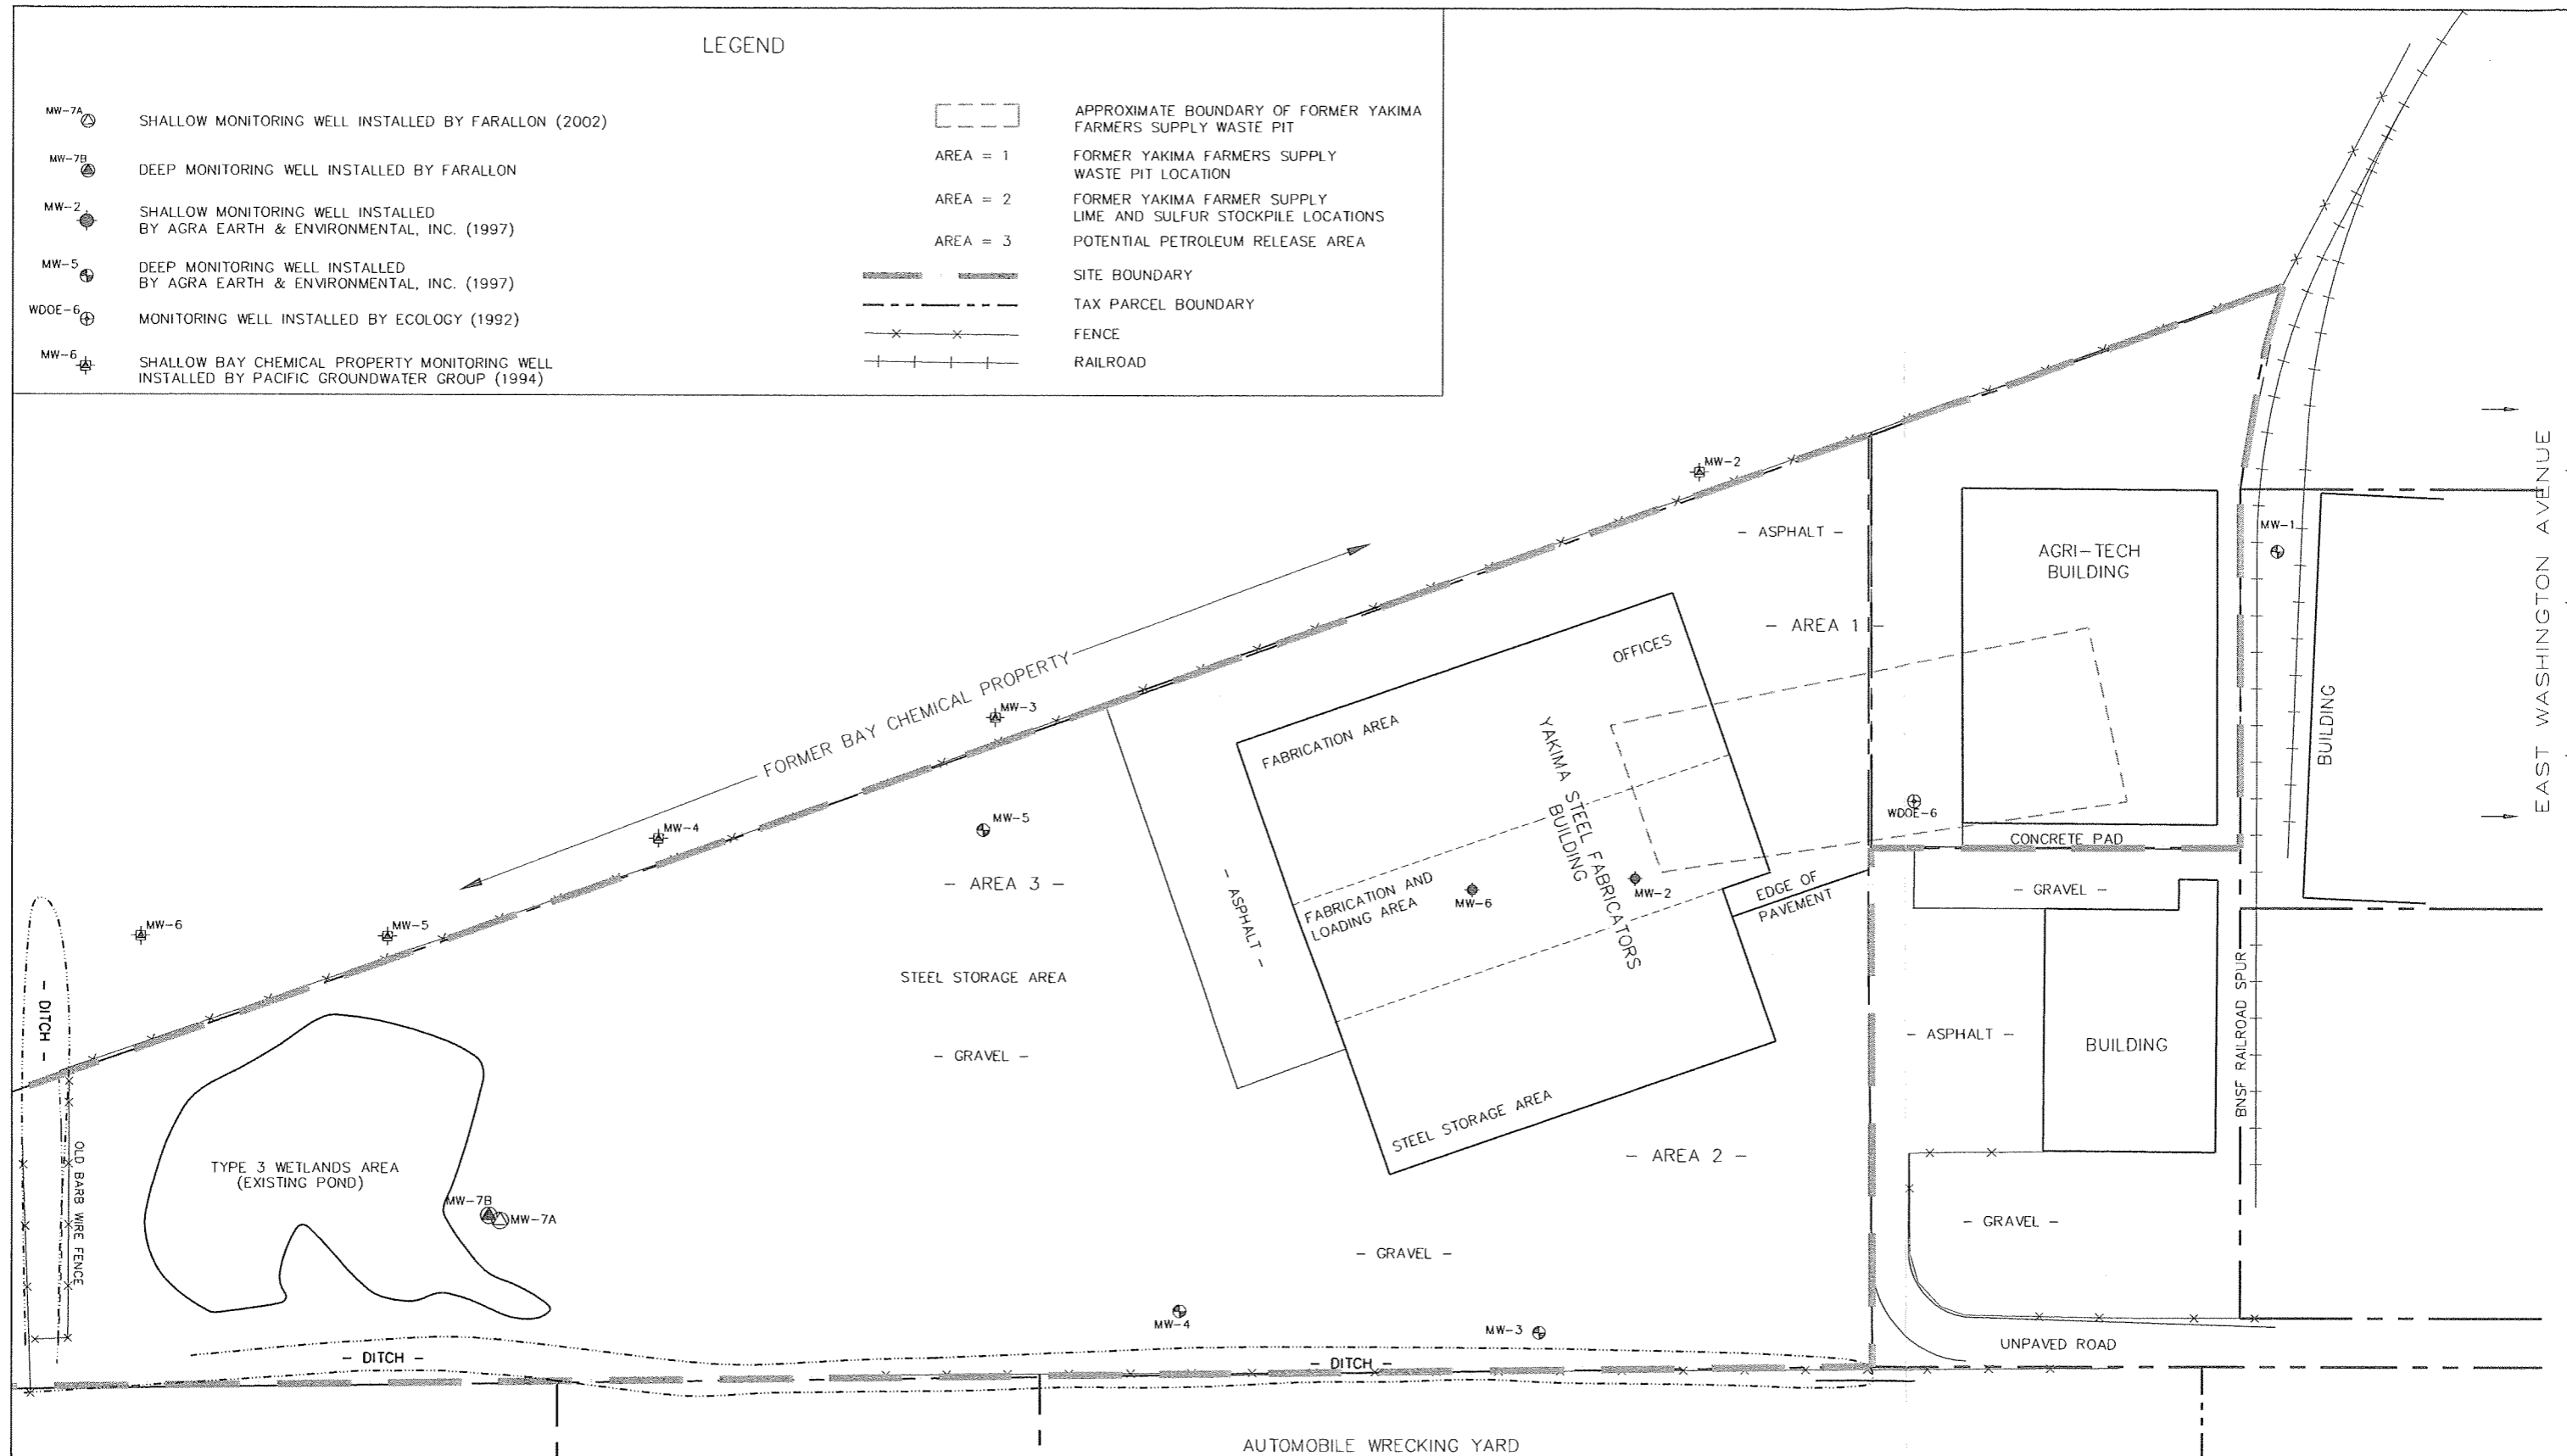 LEGEND
MW-7A
SHALLOW MONITORING WELL INSTALLED BY FARALLON (2002)
MW-7B
DEEP MONITORING WELL INSTALLED BY FARALLON
MW-2
SHALLOW MONITORING WELL INSTALLED
BY AGRA EARTH & ENVIRONMENTAL, INC. (1997)
MW-5
DEEP MONITORING WELL INSTALLED
BY AGRA EARTH & ENVIRONMENTAL, INC. (1997)
WDOE-6
MONITORING WELL INSTALLED BY ECOLOGY (1992)
MW-6
SHALLOW BAY CHEMICAL PROPERTY MONITORING WELL
INSTALLED BY PACIFIC GROUNDWATER GROUP (1994)
APPROXIMATE BOUNDARY OF FORMER YAKIMA
FARMERS SUPPLY WASTE PIT
AREA = 1
FORMER YAKIMA FARMERS SUPPLY
WASTE PIT LOCATION
AREA = 2
FORMER YAKIMA FARMER SUPPLY
LIME AND SULFUR STOCKPILE LOCATIONS
AREA = 3
POTENTIAL PETROLEUM RELEASE AREA
SITE BOUNDARY
TAX PARCEL BOUNDARY
FENCE
RAILROAD
MW-2
- ASPHALT -
AGRI-TECH
BUILDING
MW-1
EAST WASHINGTON AVENUE
- AREA 1 -
OFFICES
FORMER BAY CHEMICAL PROPERTY
MW-3
FABRICATION AREA
YAKIMA STEEL FABRICATORS
BUILDING
BUILDING
WDOE-6
CONCRETE PAD
MW-4
MW-5
- AREA 3 -
- ASPHALT -
FABRICATION AND
LOADING AREA
MW-6
MW-2
EDGE OF
PAVEMENT
- GRAVEL -
MW-6
MW-5
STEEL STORAGE AREA
- DITCH -
- GRAVEL -
- ASPHALT -
BUILDING
BNSF RAILROAD SPUR
STEEL STORAGE AREA
- AREA 2 -
OLD BARB WIRE FENCE
TYPE 3 WETLANDS AREA
(EXISTING POND)
MW-7B
MW-7A
- GRAVEL -
- GRAVEL -
MW-4
MW-3
UNPAVED ROAD
- DITCH -
- DITCH -
AUTOMOBILE WRECKING YARD